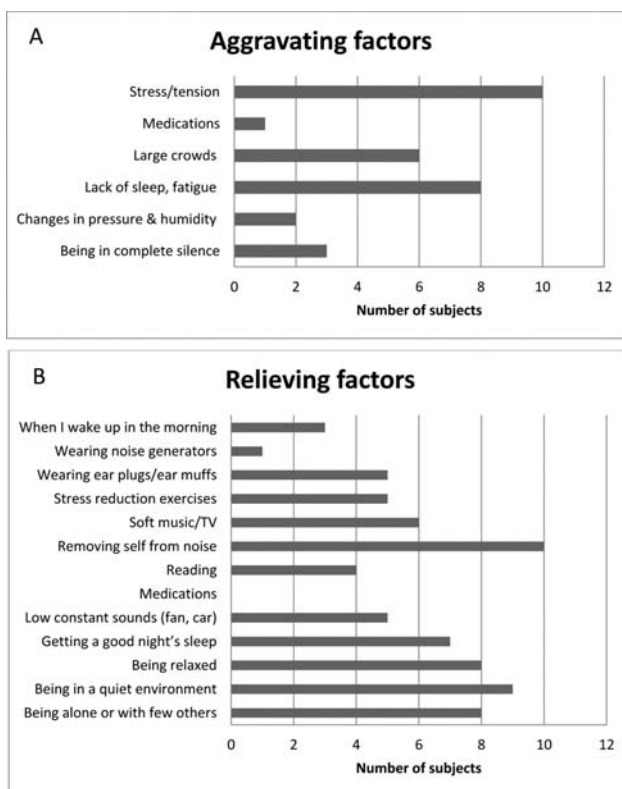 A
Aggravating factors
Stress/tension
Medications
Large crowds
Lack of sleep, fatigue
Changes in pressure & humidity
Being in complete silence
0 2 4 6 8 10 12
Number of subjects
B
Relieving factors
When I wake up in the morning
Wearing noise generators
Wearing ear plugs/ear muffs
Stress reduction exercises
Soft music/TV
Removing self from noise
Reading
Medications
Low constant sounds (fan, car)
Getting a good night's sleep
Being relaxed
Being in a quiet environment
Being alone or with few others
0 2 4 6 8 10 12
Number of subjects